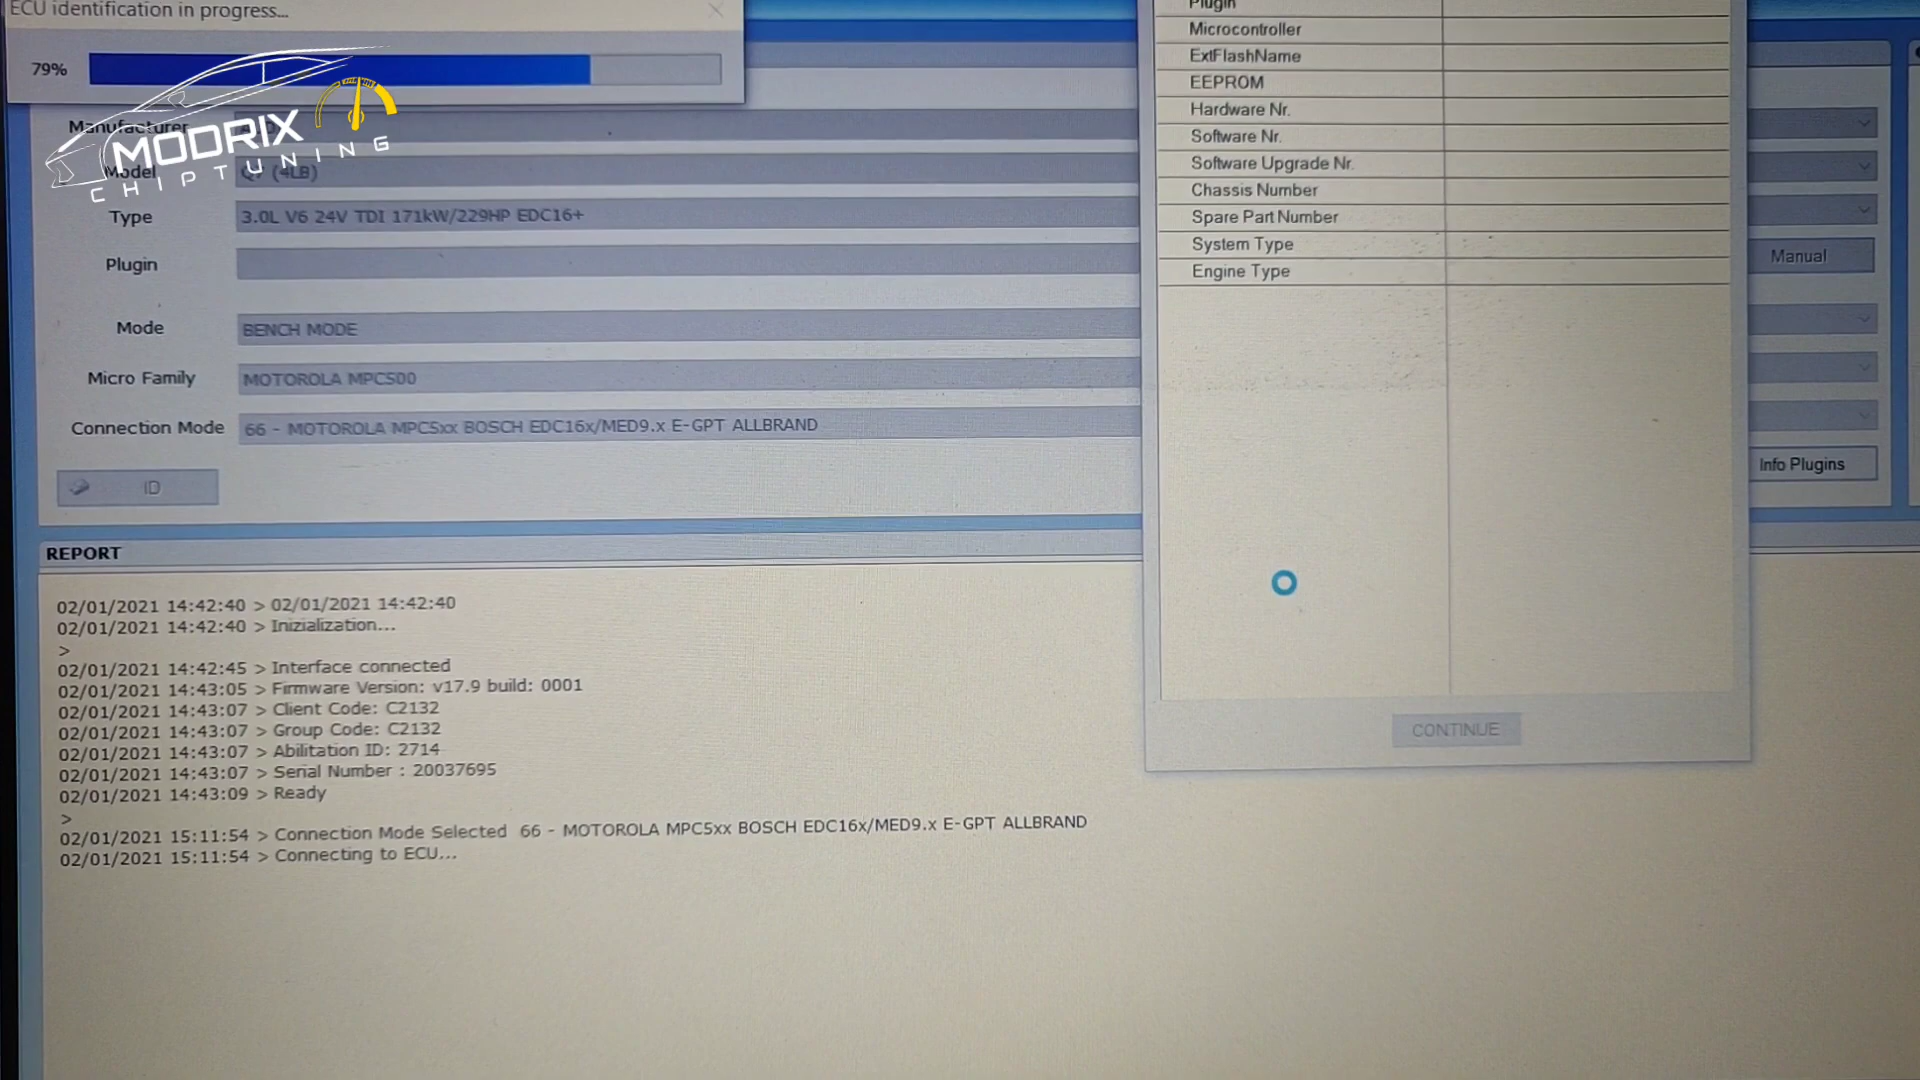 ECU identification in progress...
79%
MODRIX
CHIPTUNING
Manufacturer
Model
(4LB)
Type
3.0L V6 24V TDI 171kW/229HP EDC16+
Plugin
Mode
BENCH MODE
Micro Family
MOTOROLA MPC500
Connection Mode
66 - MOTOROLA MPC5xx BOSCH EDC16x/MED9.x E-GPT ALLBRAND
ID
Plugin
Microcontroller
ExtFlashName
EEPROM
Hardware Nr.
Software Nr.
Software Upgrade Nr.
Chassis Number
Spare Part Number
System Type
Engine Type
CONTINUE
Manual
Info Plugins
REPORT
02/01/2021 14:42:40 > 02/01/2021 14:42:40
02/01/2021 14:42:40 > Inizialization...
>
02/01/2021 14:42:45 > Interface connected
02/01/2021 14:43:05 > Firmware Version: v17.9 build: 0001
02/01/2021 14:43:07 > Client Code: C2132
02/01/2021 14:43:07 > Group Code: C2132
02/01/2021 14:43:07 > Abilitation ID: 2714
02/01/2021 14:43:07 > Serial Number : 20037695
02/01/2021 14:43:09 > Ready
>
02/01/2021 15:11:54 > Connection Mode Selected 66 - MOTOROLA MPC5xx BOSCH EDC16x/MED9.x E-GPT ALLBRAND
02/01/2021 15:11:54 > Connecting to ECU...